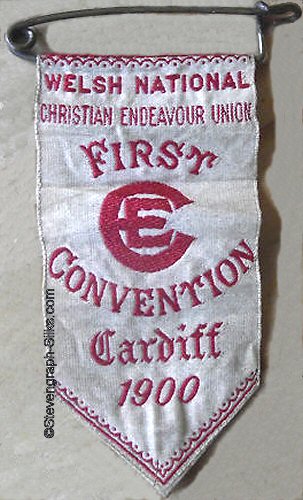 WELSH NATIONAL
CHRISTIAN ENDEAVOUR UNION
FIRST
CE
CONVENTION
Cardiff
1900
©Stevengraph-Silks.com